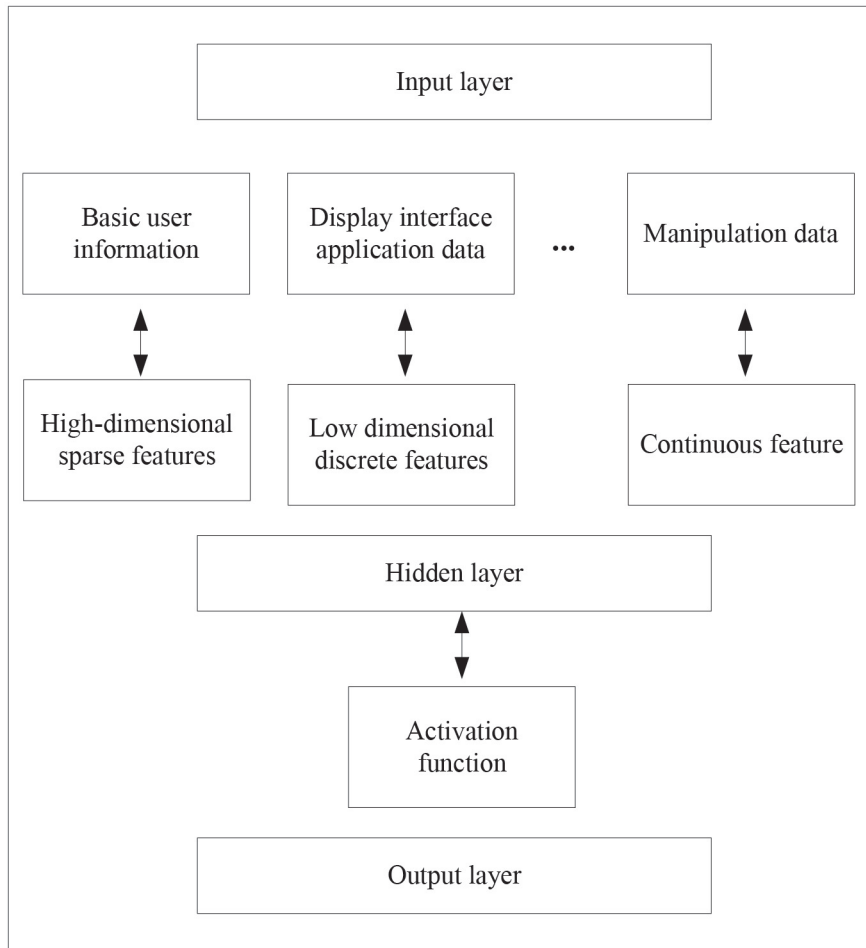 Input layer
Basic user
information
Display interface
application data
...
Manipulation data
High-dimensional
sparse features
Low dimensional
discrete features
Continuous feature
Hidden layer
Activation
function
Output layer